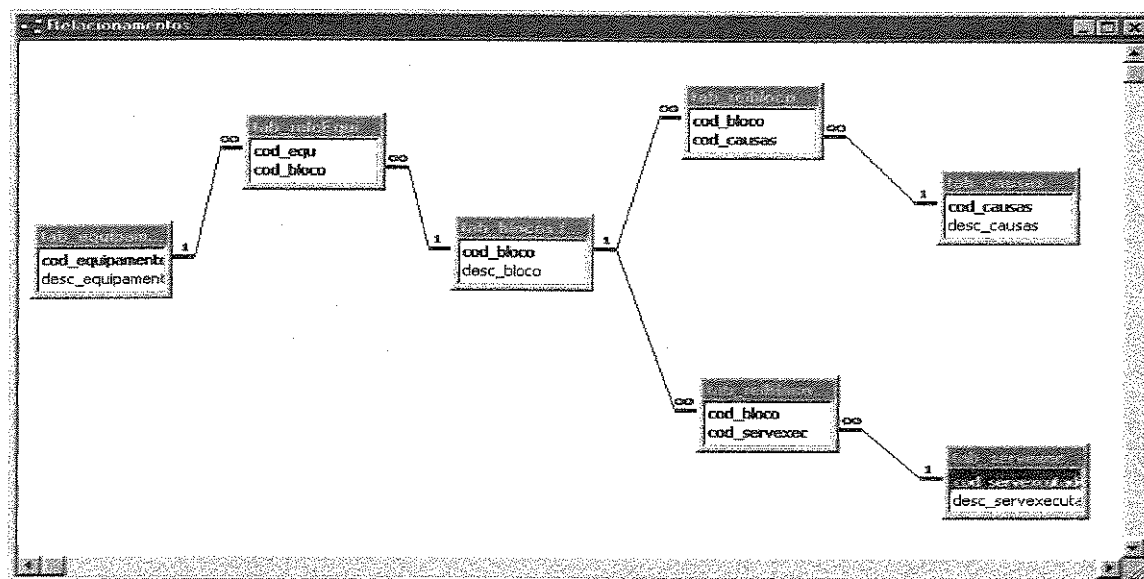 Relacionamentos
∞
cod_equ
cod_bloco
∞
1
cod_equipamento
desc_equipament
1
cod_bloco
desc_bloco
1
∞
cod_bloco
cod_causas
∞
1
cod_causas
desc_causas
∞
cod_bloco
cod_servexec
∞
1
desc_servexecuta